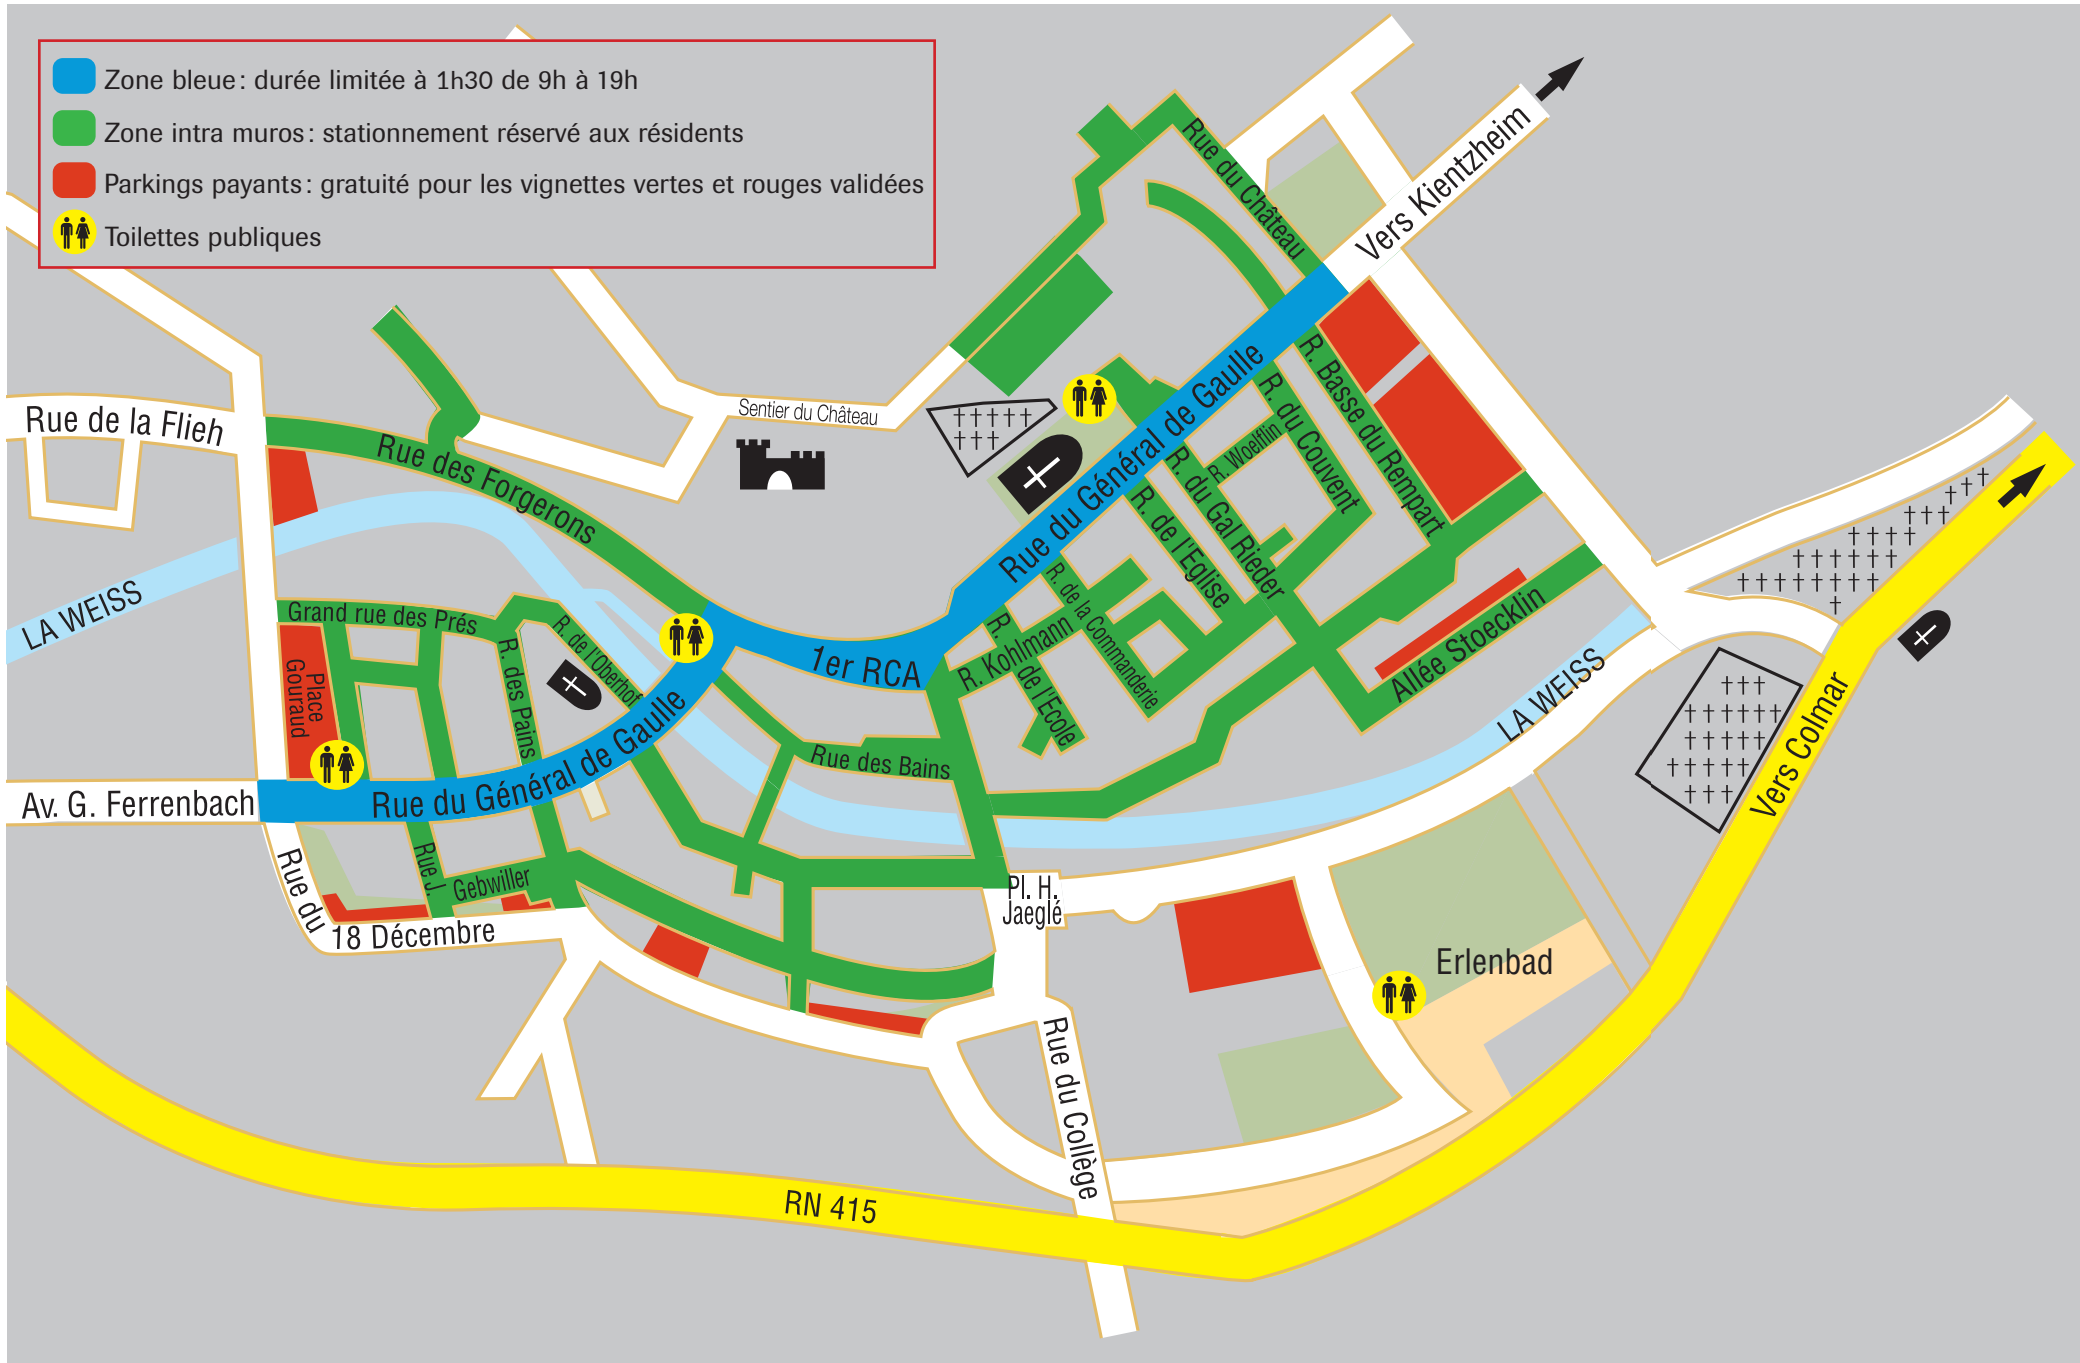 Zone bleue : durée limitée à 1h30 de 9h à 19h
Zone intra muros : stationnement réservé aux résidents
Parkings payants : gratuité pour les vignettes vertes et rouges validées
Toilettes publiques
Rue du Château
Vers Kientzheim
Rue de la Flieh
Sentier du Château
Rue des Forgerons
Rue du Général de Gaulle
R. Basse du Rempart
R. du Couvent
R. Woelfflin
R. du Gal Rieder
R. de l'Eglise
LA WEISS
Grand rue des Prés
R. de l'Oberhof
R. des Pains
Place
Gouraud
1er RCA
R. Kohlmann
R. de la Commanderie
R. de l'Ecole
Allée Stoecklin
LA WEISS
Rue des Bains
Vers Colmar
Av. G. Ferrenbach
Rue du Général de Gaulle
Rue J. Gebwiller
Rue du 18 Décembre
Pl. H.
Jaeglé
Erlenbad
Rue du Collège
RN 415